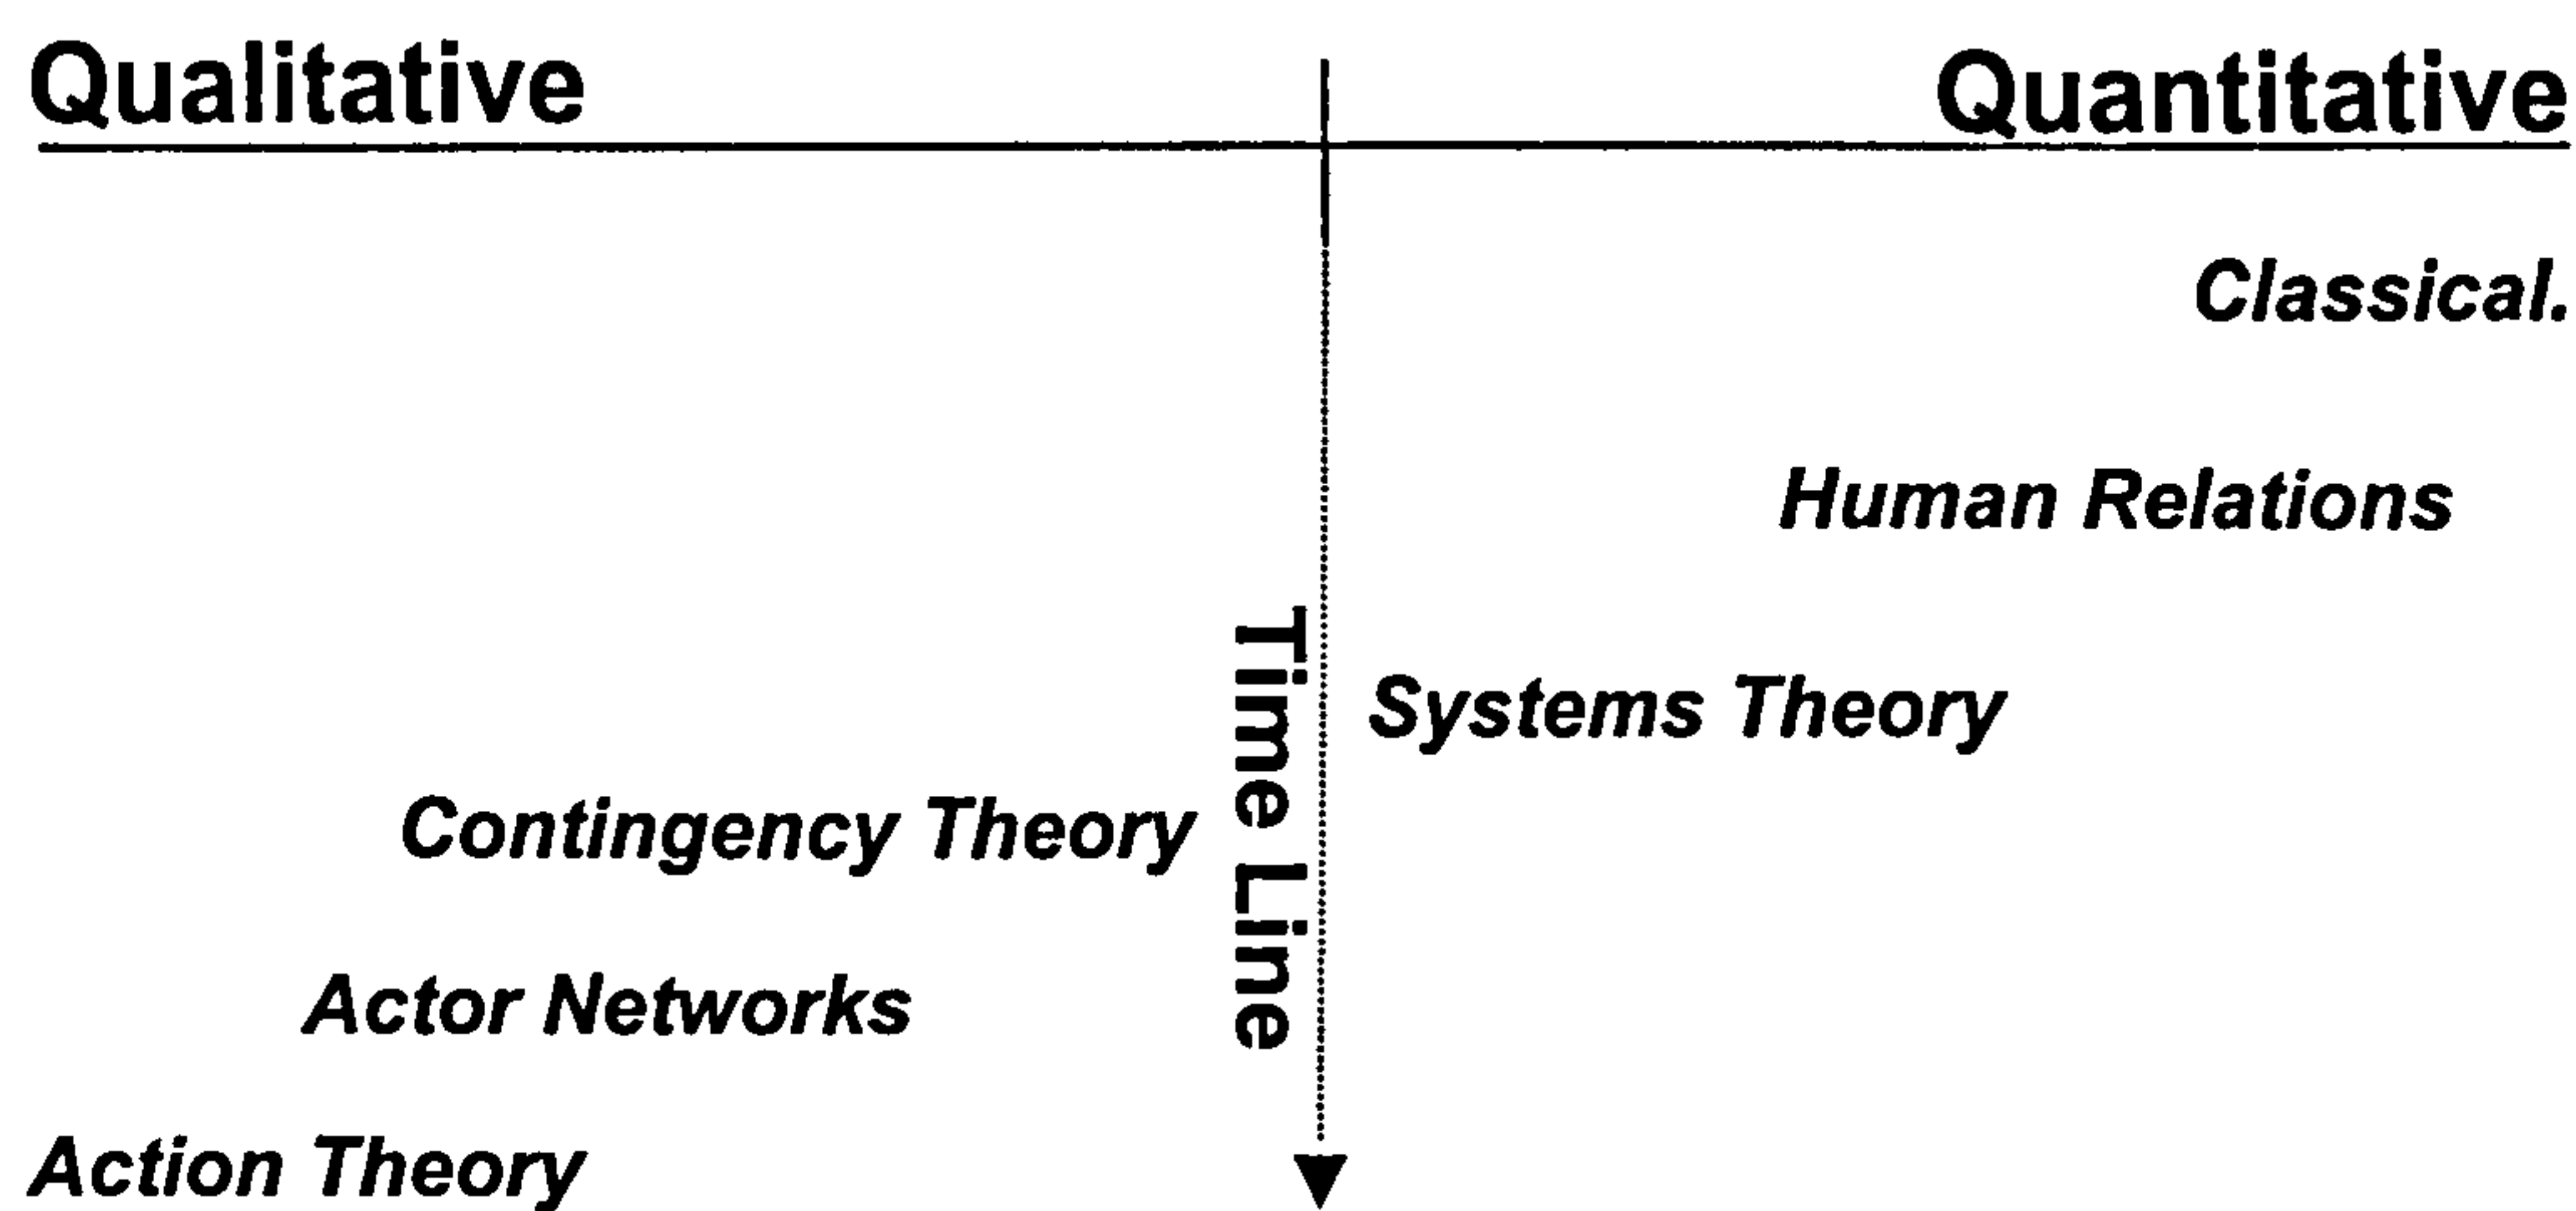 Qualitative
Quantitative
Classical.
Human Relations
Time Line
Systems Theory
Contingency Theory
Actor Networks
Action Theory